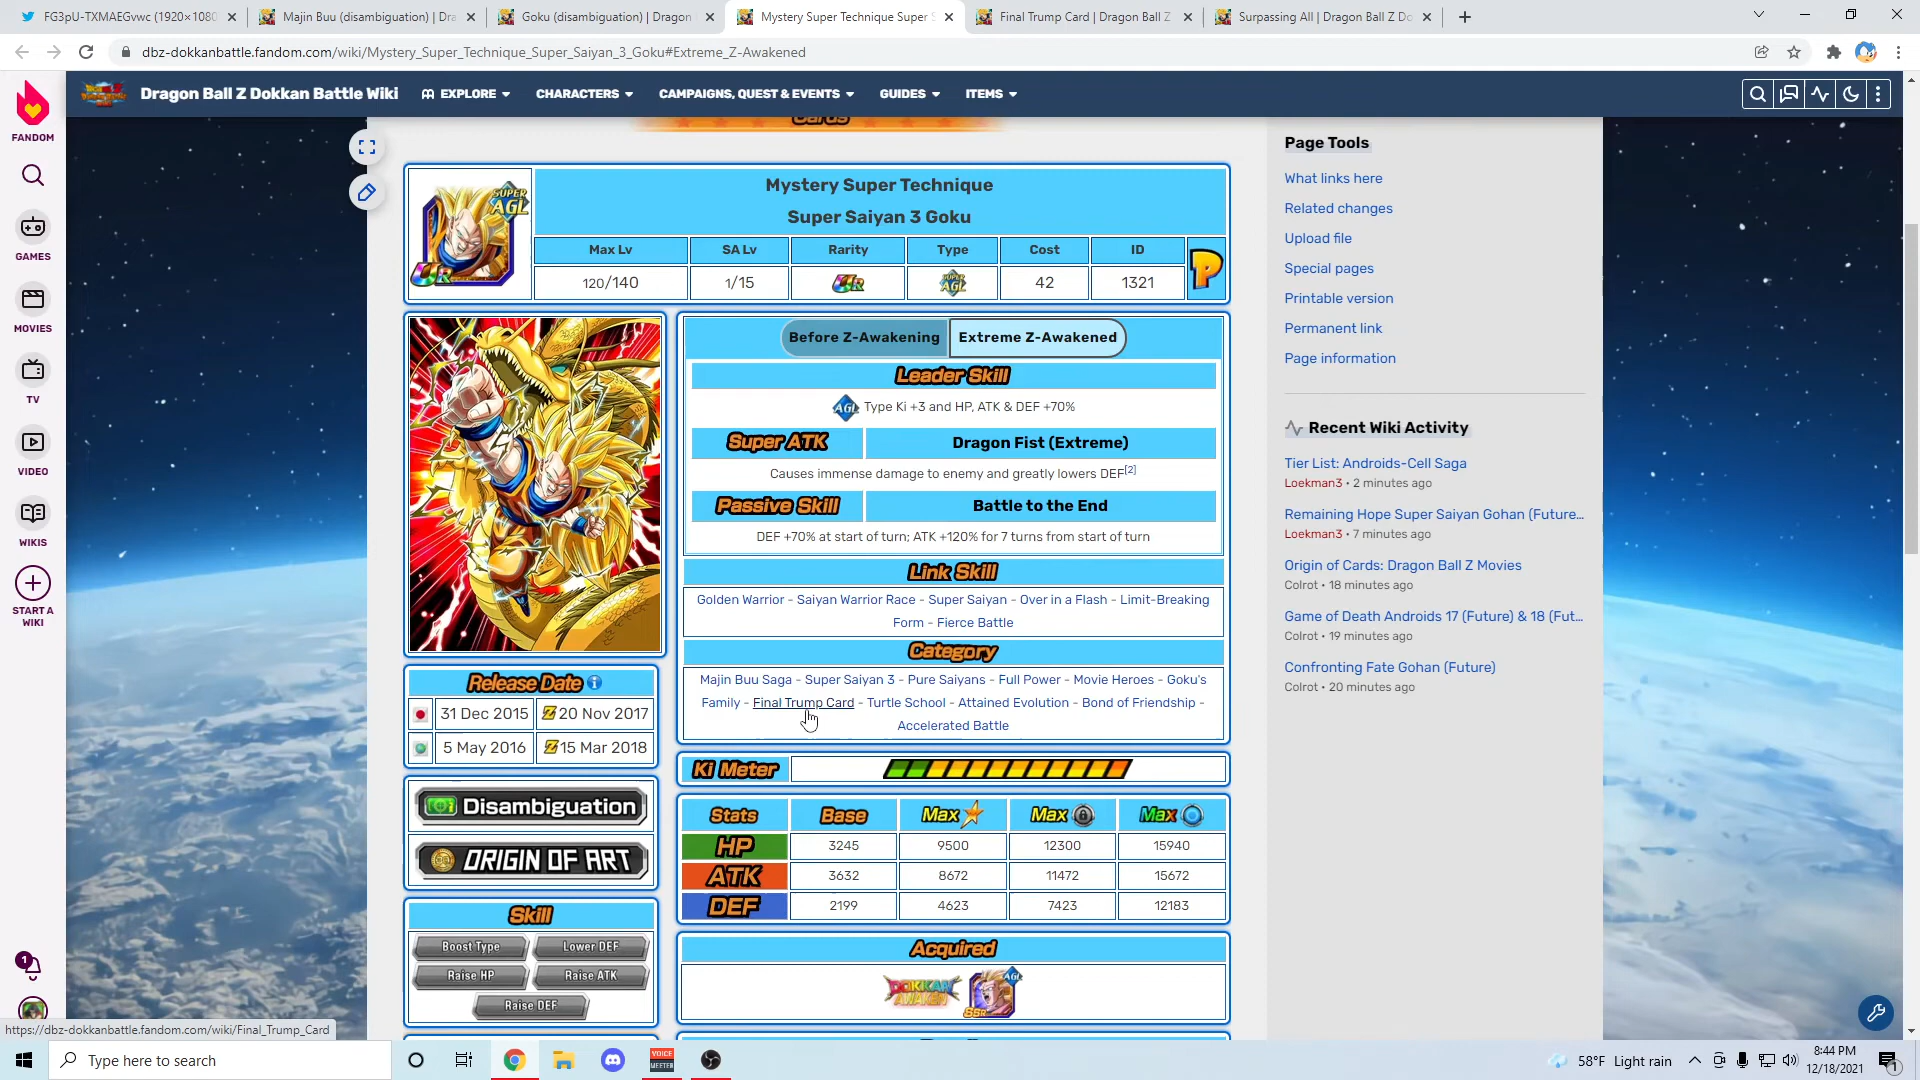 FG3pU-TXMAEGvwc (1920×1080
Majin Buu (disambiguation) | Dra
Goku (disambiguation) | Dragon
Mystery Super Technique Super S
Final Trump Card | Dragon Ball Z
Surpassing All | Dragon Ball Z Do
dbz-dokkanbattle.fandom.com/wiki/Mystery_Super_Technique_Super_Saiyan_3_Goku#Extreme_Z-Awakened
Dragon Ball Z Dokkan Battle Wiki
EXPLORE
CHARACTERS
CAMPAIGNS, QUEST & EVENTS
GUIDES
ITEMS
FANDOM
GAMES
MOVIES
TV
VIDEO
WIKIS
START A
WIKI
1
Cards
SUPER
AGL
UR
Mystery Super Technique
Super Saiyan 3 Goku
Max Lv SA Lv Rarity Type Cost ID
120/140 1/15 UR SUPER AGL 42 1321
P
Before Z-Awakening Extreme Z-Awakened
Leader Skill
AGL Type Ki +3 and HP, ATK & DEF +70%
Super ATK Dragon Fist (Extreme)
Causes immense damage to enemy and greatly lowers DEF[2]
Passive Skill Battle to the End
DEF +70% at start of turn; ATK +120% for 7 turns from start of turn
Link Skill
Golden Warrior - Saiyan Warrior Race - Super Saiyan - Over in a Flash - Limit-Breaking
Form - Fierce Battle
Category
Majin Buu Saga - Super Saiyan 3 - Pure Saiyans - Full Power - Movie Heroes - Goku's
Family - Final Trump Card - Turtle School - Attained Evolution - Bond of Friendship -
Accelerated Battle
Ki Meter
Stats Base Max Max Max
HP 3245 9500 12300 15940
ATK 3632 8672 11472 15672
DEF 2199 4623 7423 12183
Acquired
DOKKAN
AWAKEN
AGL
SSR
Release Date
31 Dec 2015 Z 20 Nov 2017
5 May 2016 Z 15 Mar 2018
Disambiguation
ORIGIN OF ART
Skill
Boost Type Lower DEF
Raise HP Raise ATK
Raise DEF
Page Tools
What links here
Related changes
Upload file
Special pages
Printable version
Permanent link
Page information
Recent Wiki Activity
Tier List: Androids-Cell Saga
Loekman3 • 2 minutes ago
Remaining Hope Super Saiyan Gohan (Future...
Loekman3 • 7 minutes ago
Origin of Cards: Dragon Ball Z Movies
Colrot • 18 minutes ago
Game of Death Androids 17 (Future) & 18 (Fut...
Colrot • 19 minutes ago
Confronting Fate Gohan (Future)
Colrot • 20 minutes ago
https://dbz-dokkanbattle.fandom.com/wiki/Final_Trump_Card
Type here to search
VOICE
MEETER
58°F Light rain
8:44 PM
12/18/2021
1